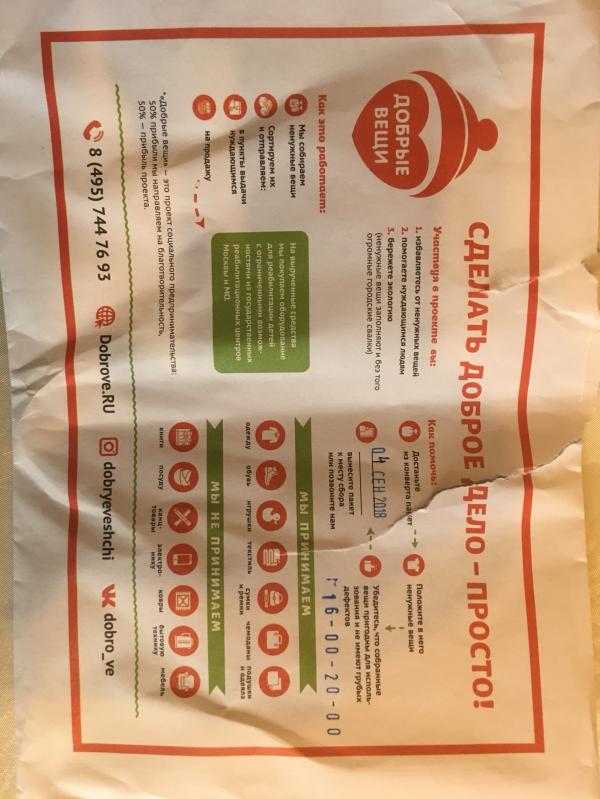 ДОБРЫЕ
ВЕЩИ
СДЕЛАТЬ ДОБРОЕ ДЕЛО – ПРОСТО!
Участвуя в проекте вы:
1. избавляетесь от ненужных вещей
2. помогаете нуждающимся людям
3. бережете экологию
(ненужные вещи заполняют и без того
огромные городские свалки)
Как помочь:
Достаньте
из конверта пакет
Положите в него
ненужные вещи
Убедитесь, что собранные
вещи пригодны для исполь-
зования и не имеют грубых
дефектов
04 СЕН 2018
вынесите пакет
к месту сбора
или позвоните нам
16-00-20-00
Как это работает:
Мы собираем
ненужные вещи
Сортируем их
и отправляем:
в пункты выдачи
нуждающимся
на продажу
На вырученные средства
мы покупаем оборудование
для реабилитации детей
с ограниченными возмож-
ностями из государственных
реабилитационных центров
Москвы и МО.
МЫ ПРИНИМАЕМ
одежду
обувь
игрушки
текстиль
сумки
и ремни
чемоданы
подушки
и одеяла
МЫ НЕ ПРИНИМАЕМ
книги
посуду
канц-
товары
электро-
нику
ковры
бытовую
технику
мебель
*«Добрые вещи» — это проект социального предпринимательства:
50% прибыли мы направляем на благотворительность,
50% — прибыль проекта.
8 (495) 744 76 93
Dobrove.RU
dobryeveshchi
dobro_ve